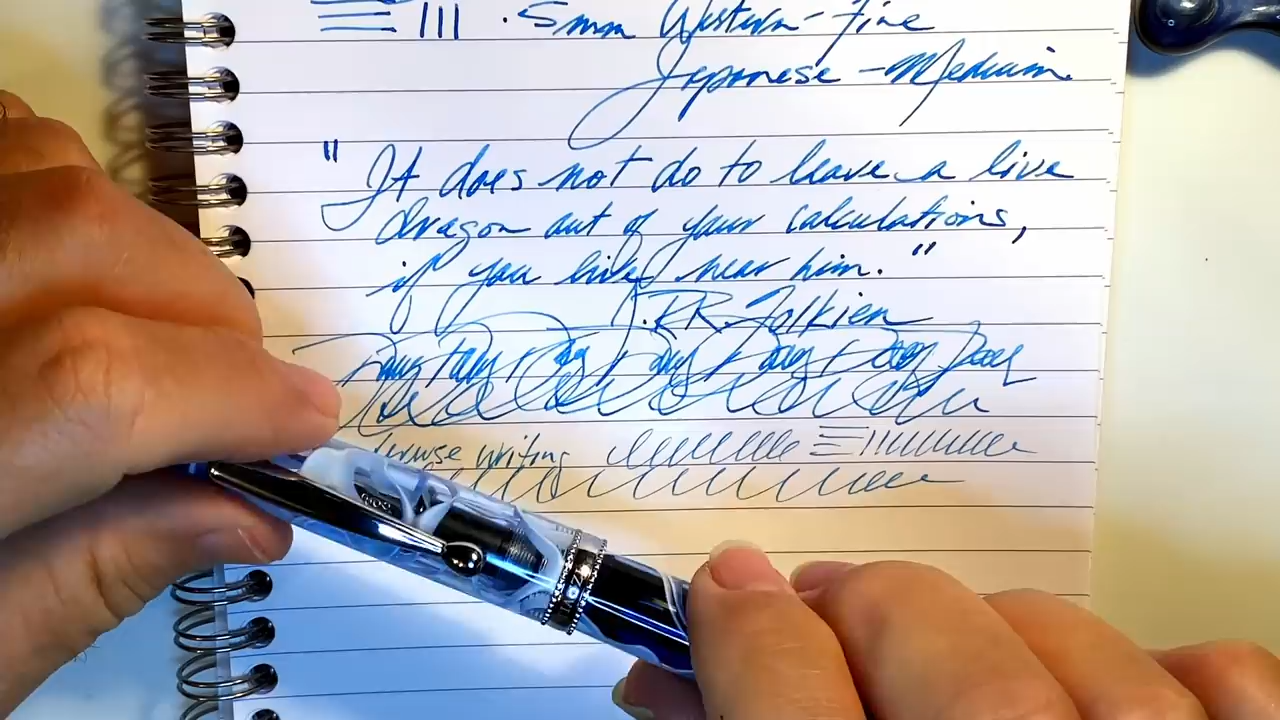 .5mm Western-Fine
Japanese - Medium
"It does not do to leave a live
dragon out of your calculations,
if you live near him."
J.R.R. Tolkien
writing